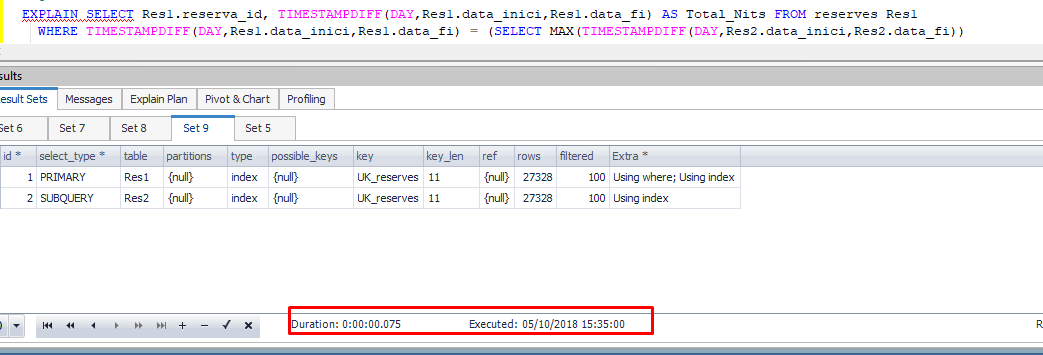 EXPLAIN SELECT Res1.reserva_id, TIMESTAMPDIFF(DAY,Res1.data_inici,Res1.data_fi) AS Total_Nits FROM reserves Res1
WHERE TIMESTAMPDIFF(DAY,Res1.data_inici,Res1.data_fi) = (SELECT MAX(TIMESTAMPDIFF(DAY,Res2.data_inici,Res2.data_fi))
sults
esult Sets Messages Explain Plan Pivot & Chart Profiling
Set 6 Set 7 Set 8 Set 9 Set 5
id * select_type * table partitions type possible_keys key key_len ref rows filtered Extra *
1 PRIMARY Res1 {null} index {null} UK_reserves 11 {null} 27328 100 Using where; Using index
2 SUBQUERY Res2 {null} index {null} UK_reserves 11 {null} 27328 100 Using index
Duration: 0:00:00.075 Executed: 05/10/2018 15:35:00 R